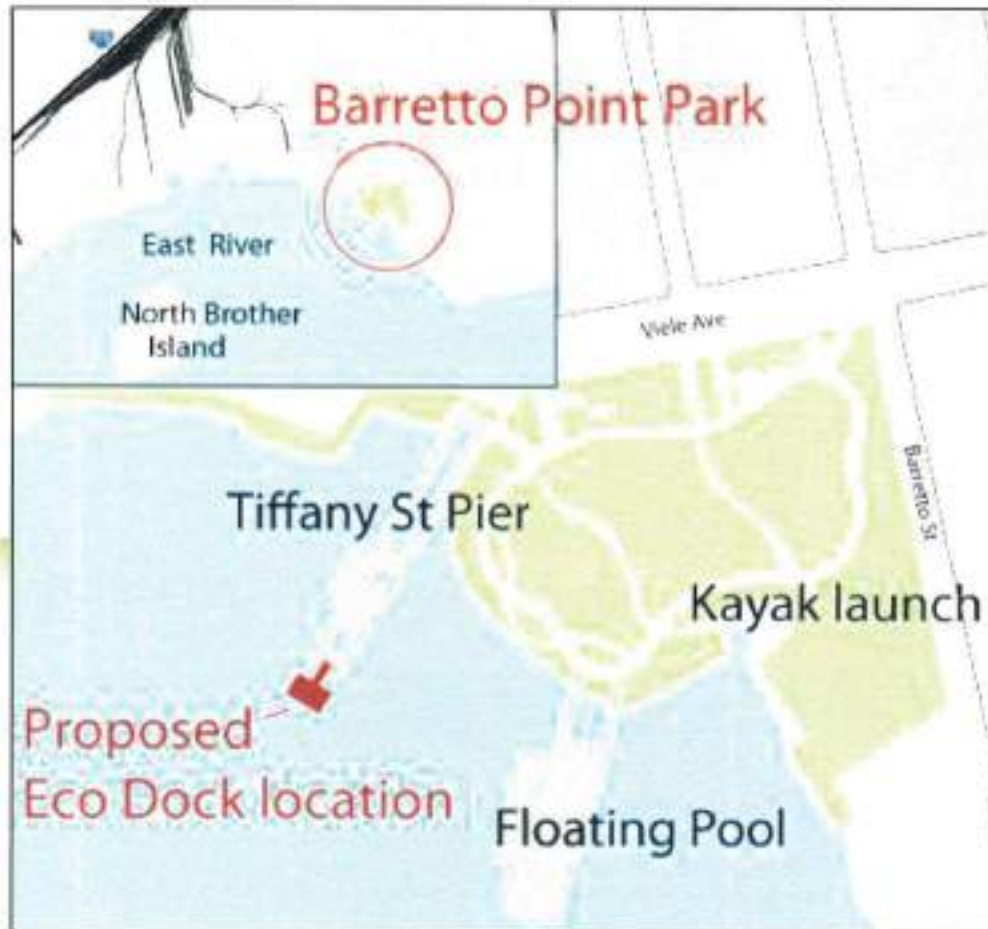 Barretto Point Park
East River
North Brother
Island
Viele Ave
Barretto St
Tiffany St Pier
Kayak launch
Proposed
Eco Dock location
Floating Pool